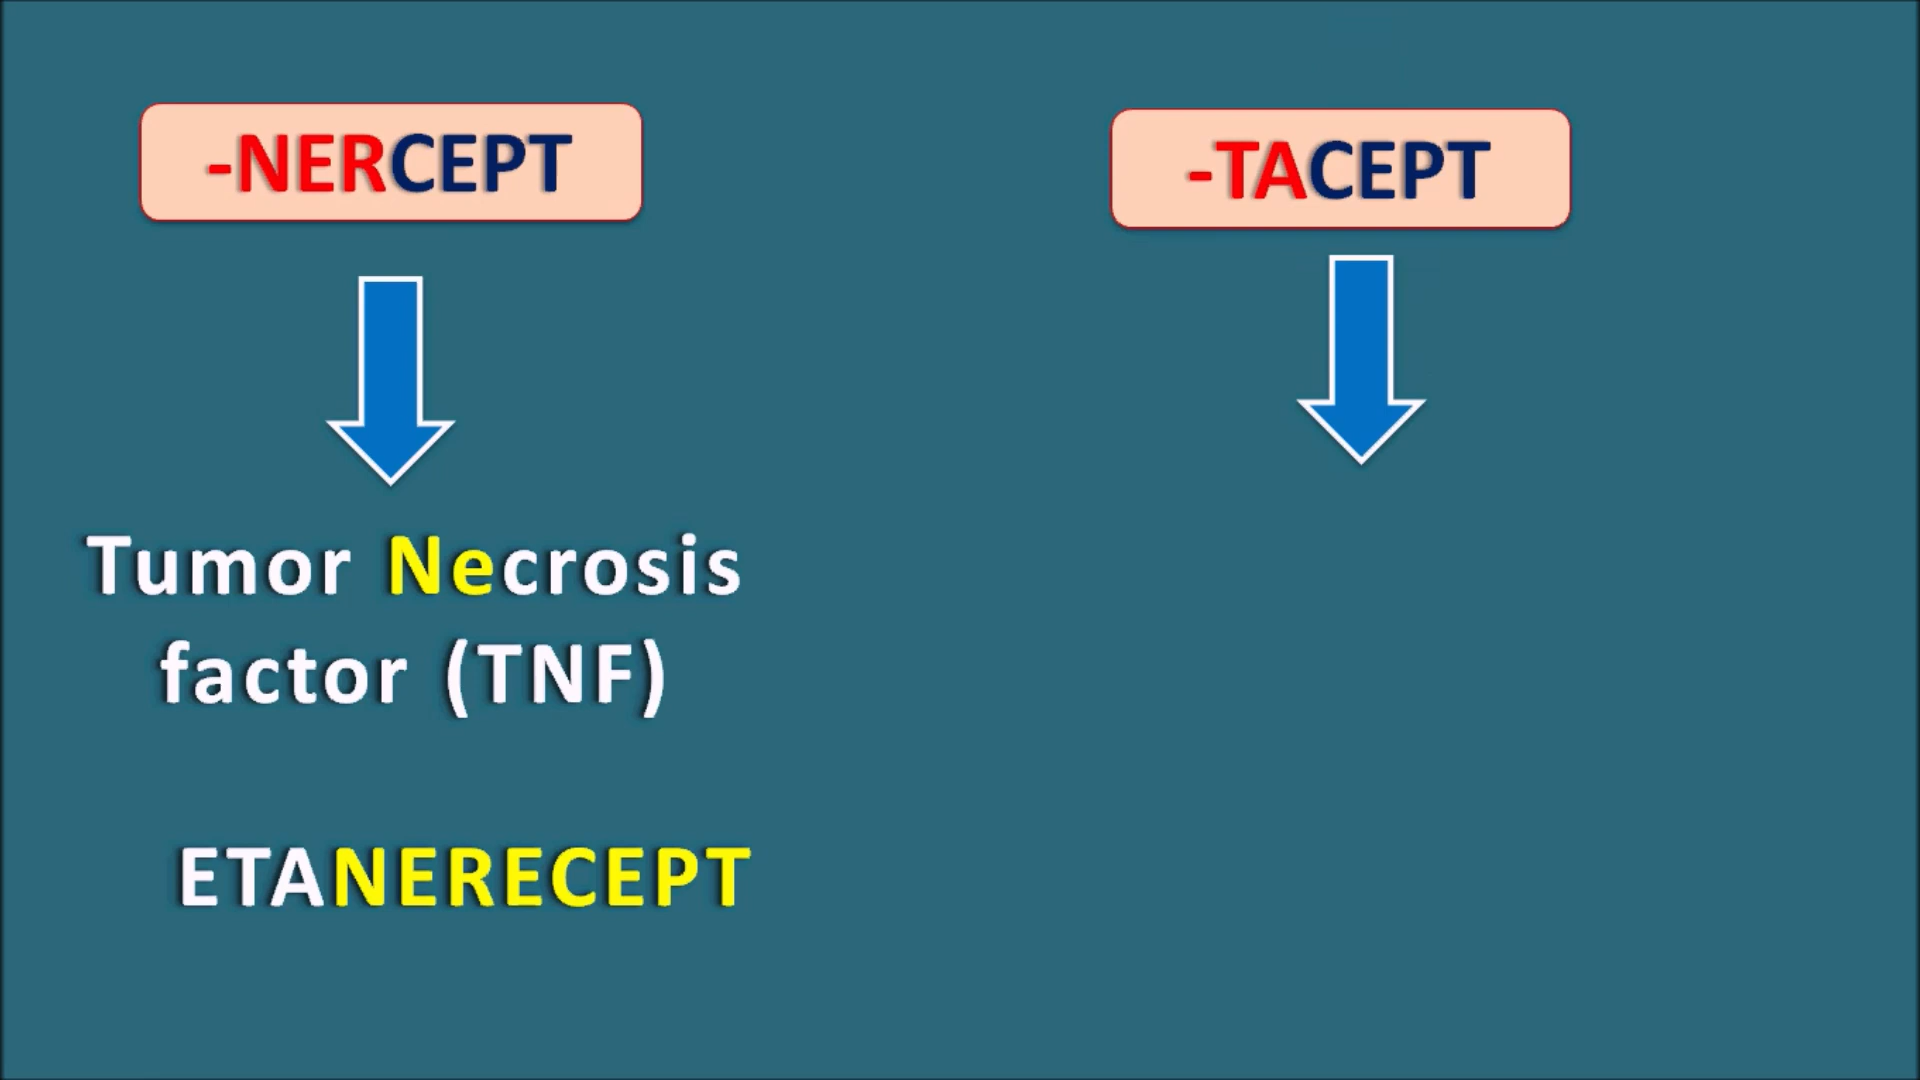 -NERCEPT
-TACEPT
Tumor Necrosis
factor (TNF)
ETANERECEPT